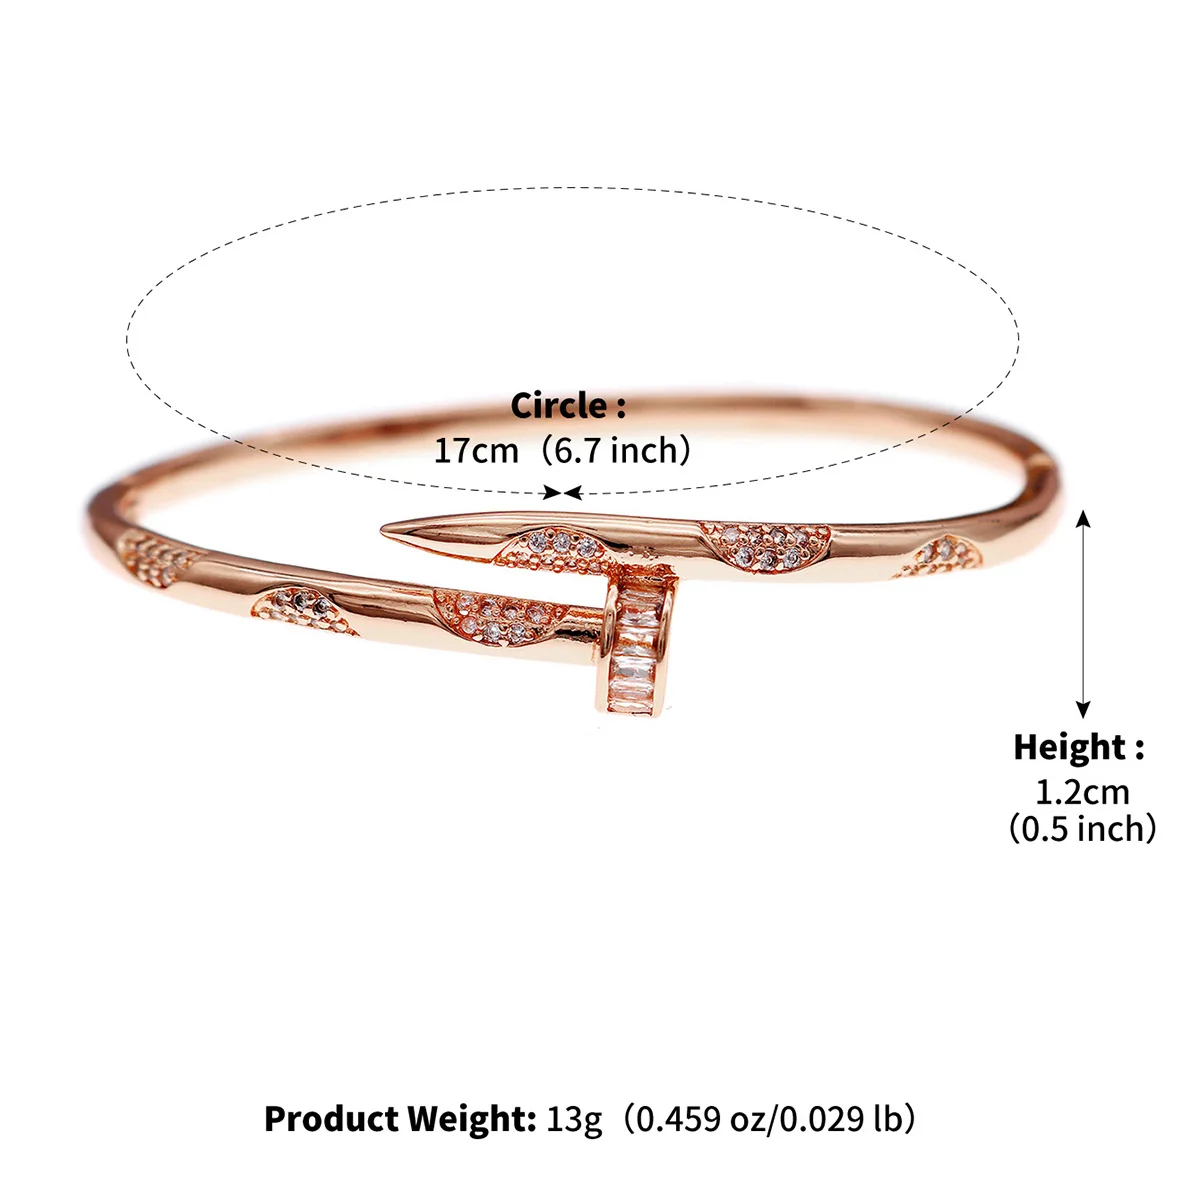 Circle :
17cm（6.7 inch）
Height :
1.2cm
（0.5 inch）
Product Weight: 13g（0.459 oz/0.029 lb）